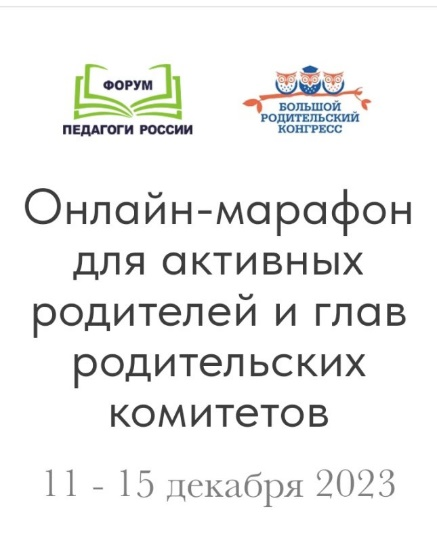 ФОРУМ
ПЕДАГОГИ РОССИИ
БОЛЬШОЙ
РОДИТЕЛЬСКИЙ
КОНГРЕСС
Онлайн-марафон
для активных
родителей и глав
родительских
комитетов
11 - 15 декабря 2023